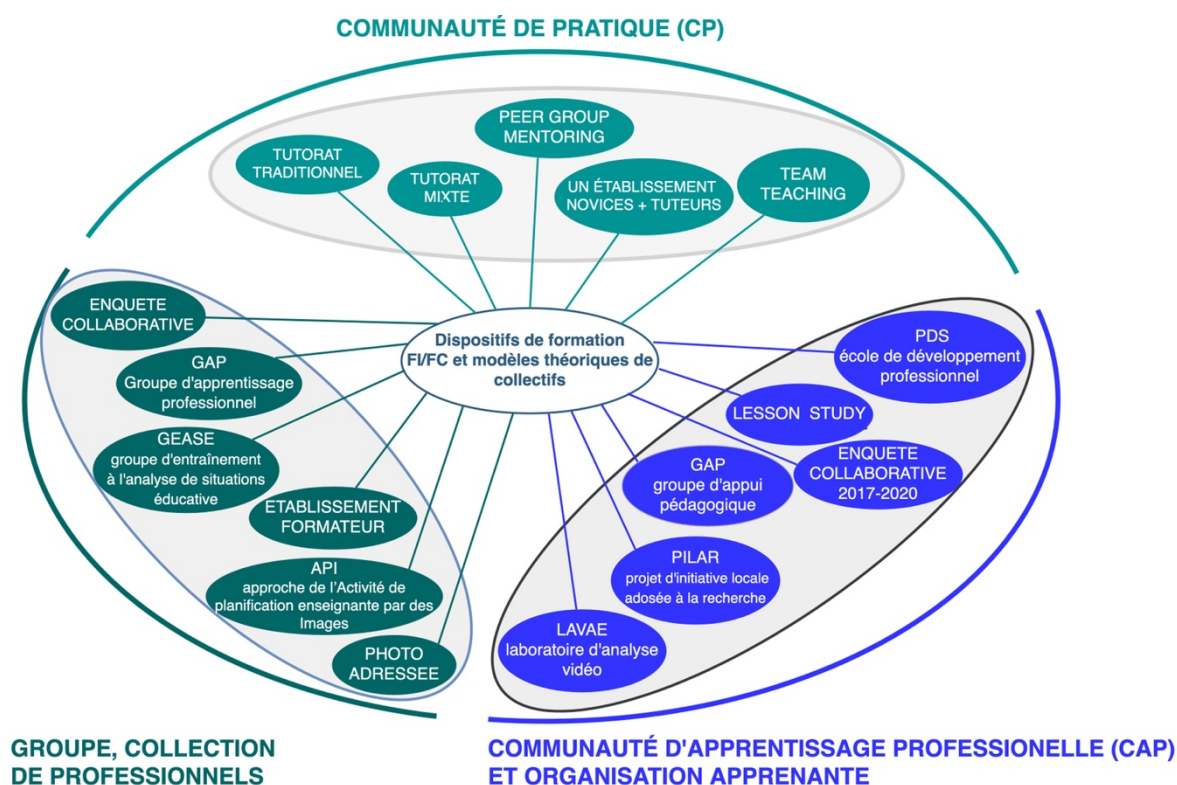 COMMUNAUTÉ DE PRATIQUE (CP)
PEER GROUP
MENTORING
TUTORAT
TRADITIONNEL
TUTORAT
MIXTE
UN ÉTABLISSEMENT
NOVICES + TUTEURS
TEAM
TEACHING
Dispositifs de formation
FI/FC et modèles théoriques de
collectifs
ENQUETE
COLLABORATIVE
GAP
Groupe d'apprentissage
professionnel
GEASE
groupe d'entraînement
à l'analyse de situations
éducative
ETABLISSEMENT
FORMATEUR
API
approche de l'Activité de
planification enseignante par des
Images
PHOTO
ADRESSEE
PDS
école de développement
professionnel
LESSON STUDY
ENQUETE
COLLABORATIVE
2017-2020
GAP
groupe d'appui
pédagogique
PILAR
projet d'initiative locale
adosée à la recherche
LAVAE
laboratoire d'analyse
vidéo
GROUPE, COLLECTION
DE PROFESSIONNELS
COMMUNAUTÉ D'APPRENTISSAGE PROFESSIONELLE (CAP)
ET ORGANISATION APPRENANTE